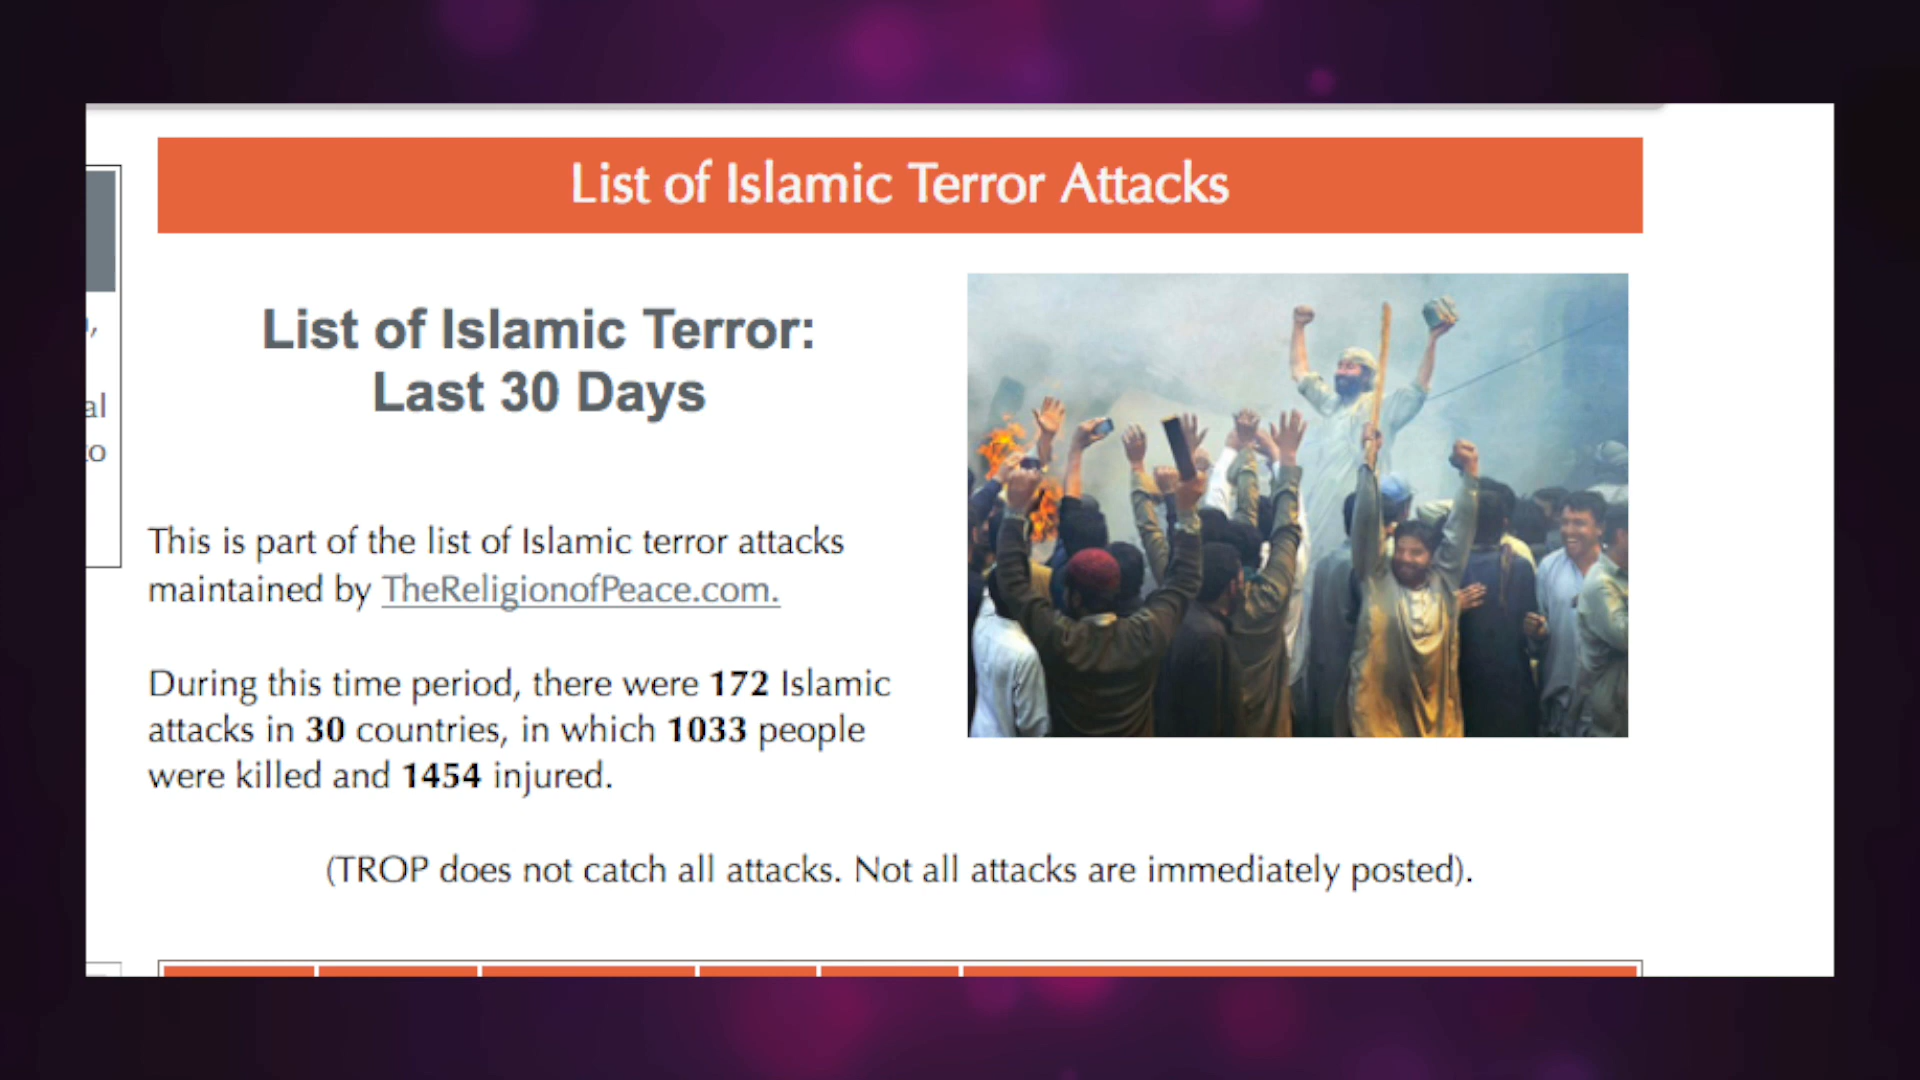 List of Islamic Terror Attacks
List of Islamic Terror:
Last 30 Days
This is part of the list of Islamic terror attacks
maintained by TheReligionofPeace.com.
During this time period, there were 172 Islamic
attacks in 30 countries, in which 1033 people
were killed and 1454 injured.
(TROP does not catch all attacks. Not all attacks are immediately posted).
al